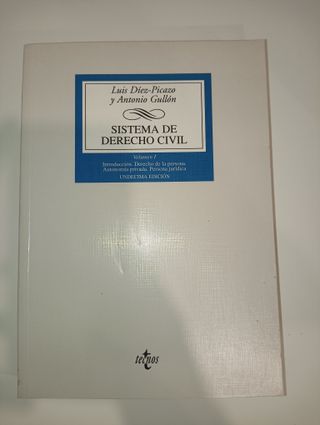 Luis Díez-Picazo
y Antonio Gullón
SISTEMA DE
DERECHO CIVIL
Volumen I
Introducción. Derecho de la persona.
Autonomía privada. Persona jurídica
UNDÉCIMA EDICIÓN
tecnos